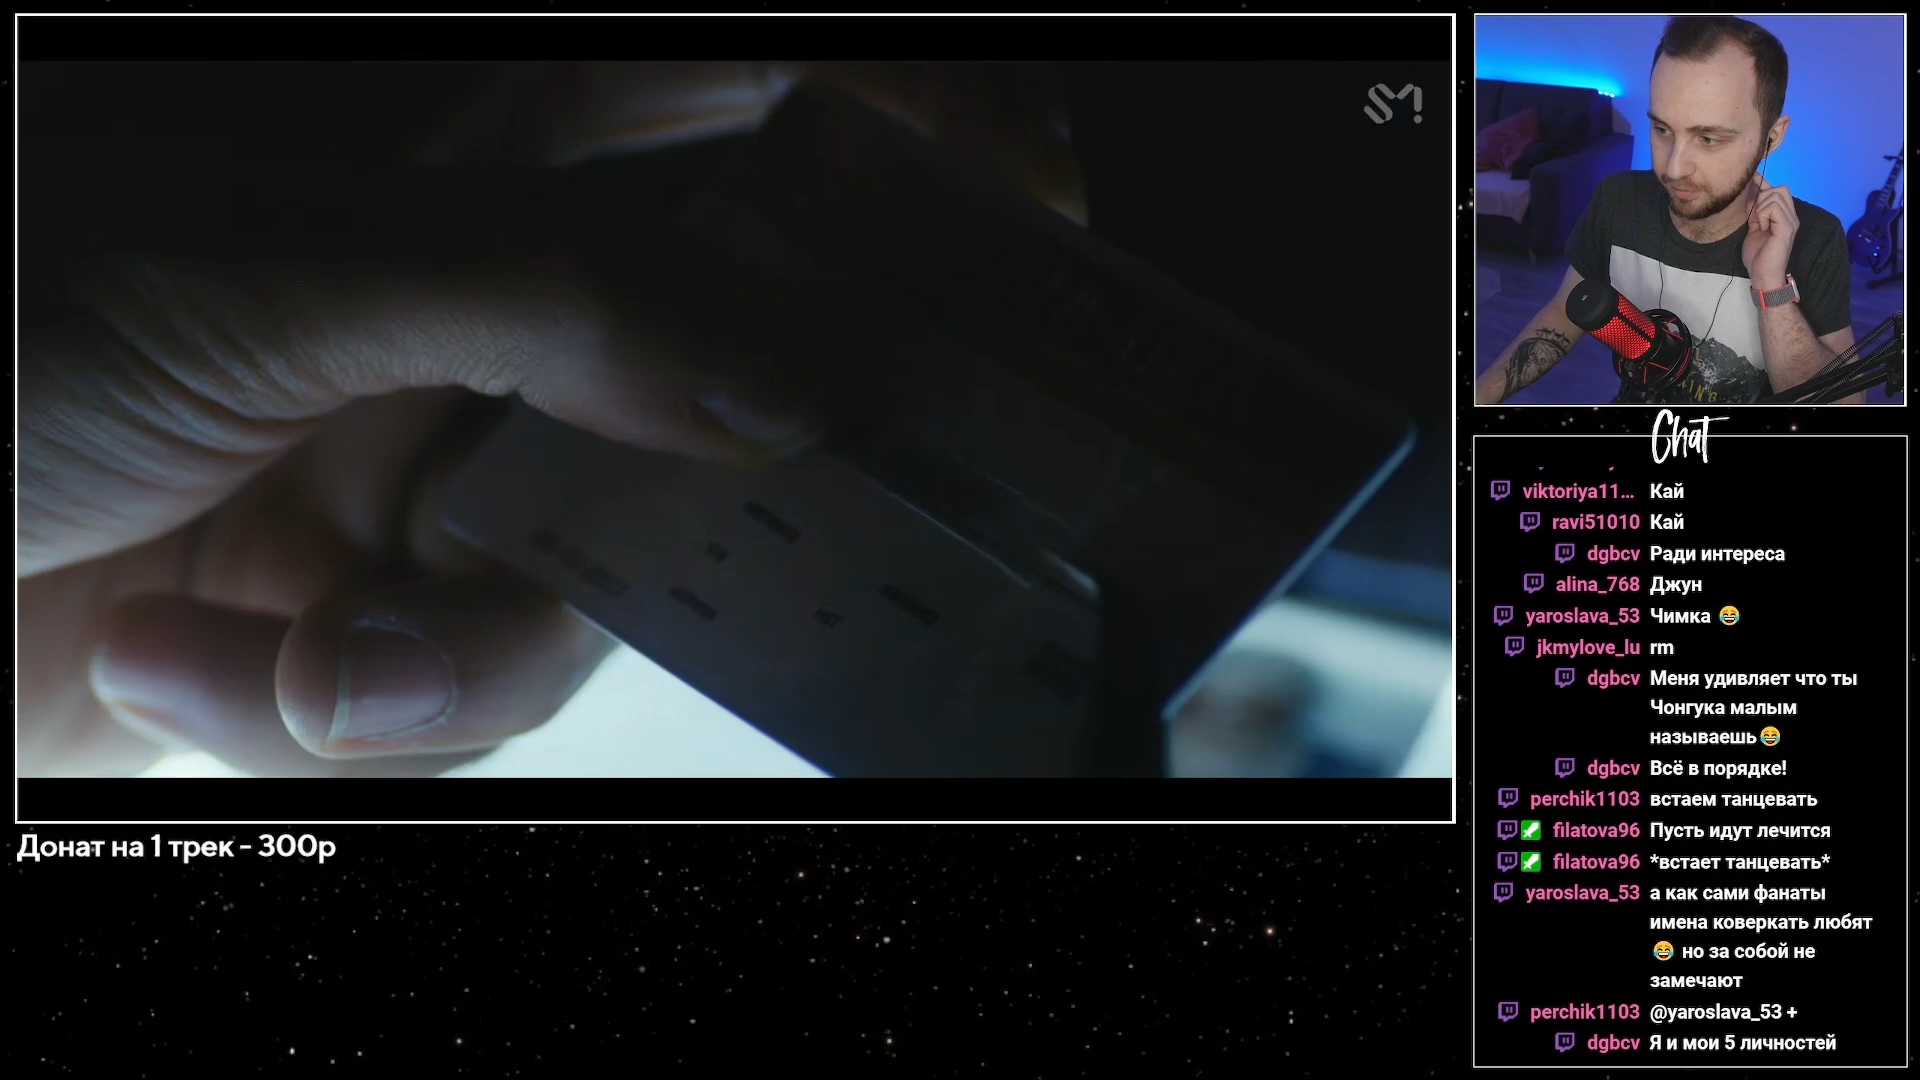 SM!
Донат на 1 трек - 300р
Chat
viktoriya11... Кай
ravi51010 Кай
dgbcv Ради интереса
alina_768 Джун
yaroslava_53 Чимка 😂
jkmylove_lu rm
dgbcv Меня удивляет что ты
Чонгука малым
называешь😂
dgbcv Всё в порядке!
perchik1103 встаем танцевать
filatova96 Пусть идут лечится
filatova96 *встает танцевать*
yaroslava_53 а как сами фанаты
имена коверкать любят
😂 но за собой не
замечают
perchik1103 @yaroslava_53 +
dgbcv Я и мои 5 личностей